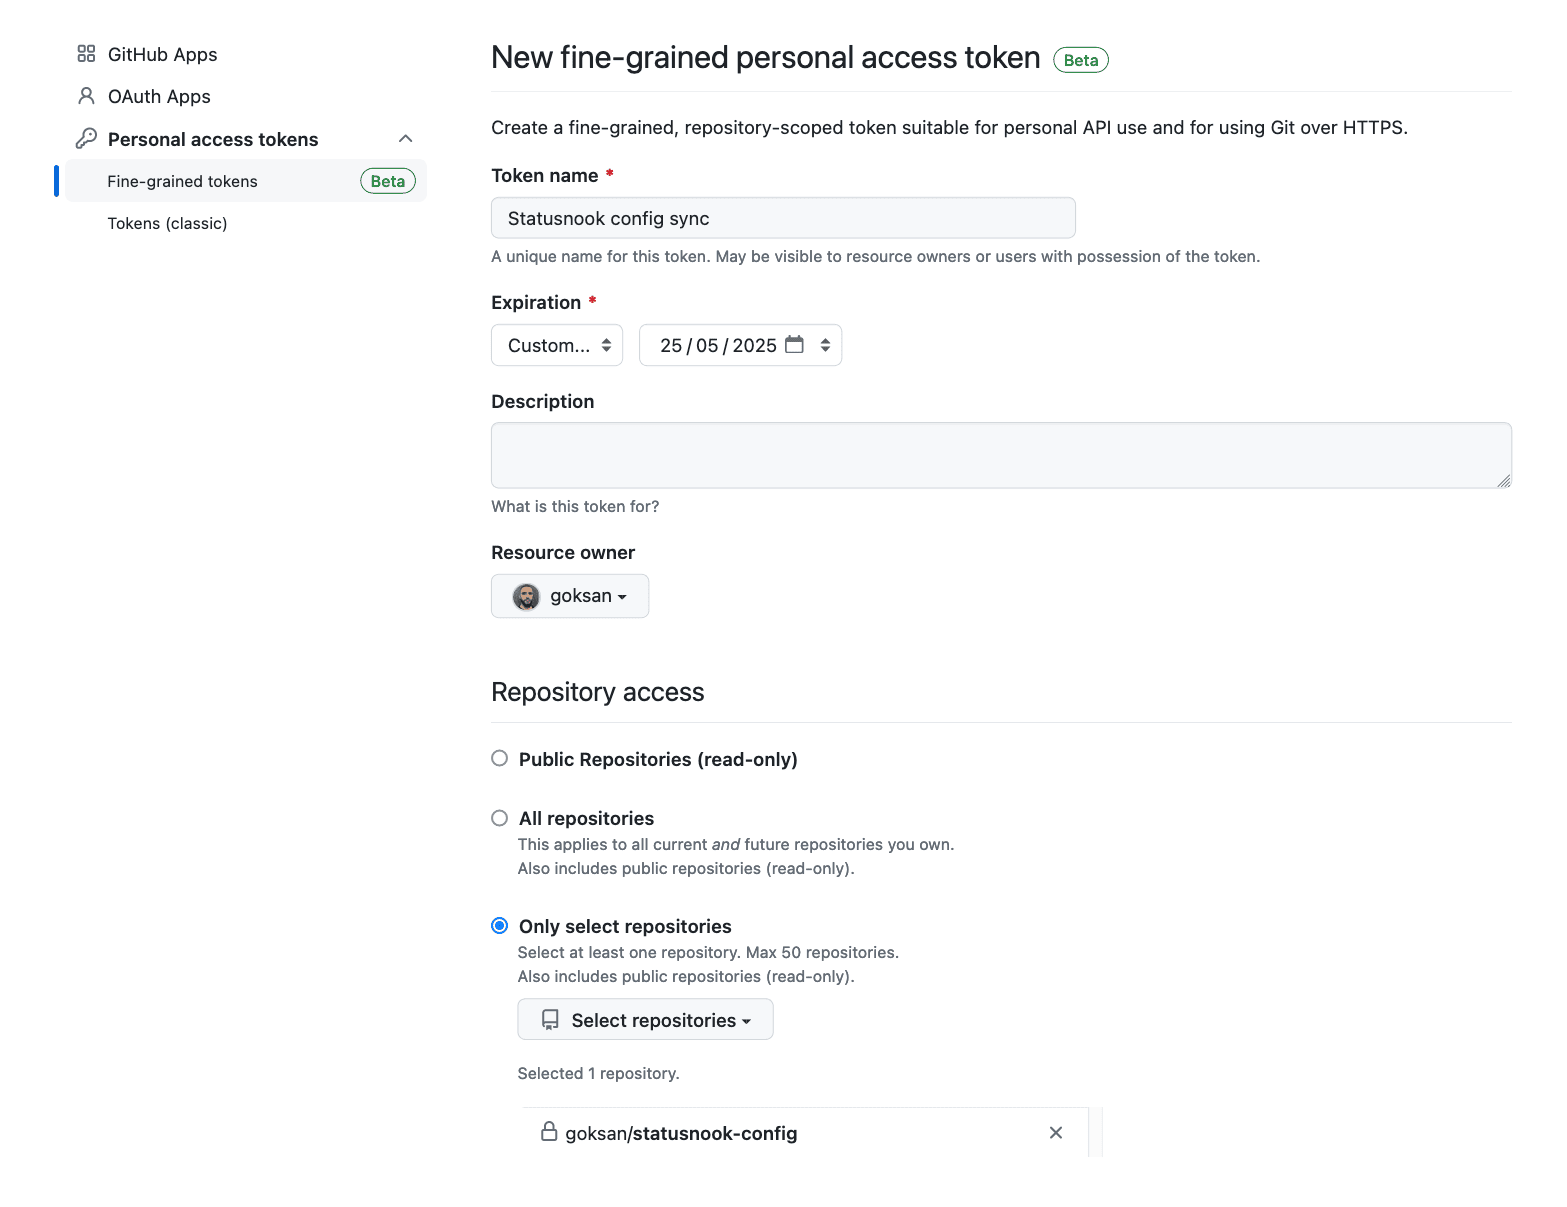 GitHub Apps
OAuth Apps
Personal access tokens
Fine-grained tokens Beta
Tokens (classic)
New fine-grained personal access token Beta
Create a fine-grained, repository-scoped token suitable for personal API use and for using Git over HTTPS.
Token name *
Statusnook config sync
A unique name for this token. May be visible to resource owners or users with possession of the token.
Expiration *
Custom... 25/05/2025
Description
What is this token for?
Resource owner
goksan
Repository access
Public Repositories (read-only)
All repositories
This applies to all current and future repositories you own.
Also includes public repositories (read-only).
Only select repositories
Select at least one repository. Max 50 repositories.
Also includes public repositories (read-only).
Select repositories
Selected 1 repository.
goksan/statusnook-config